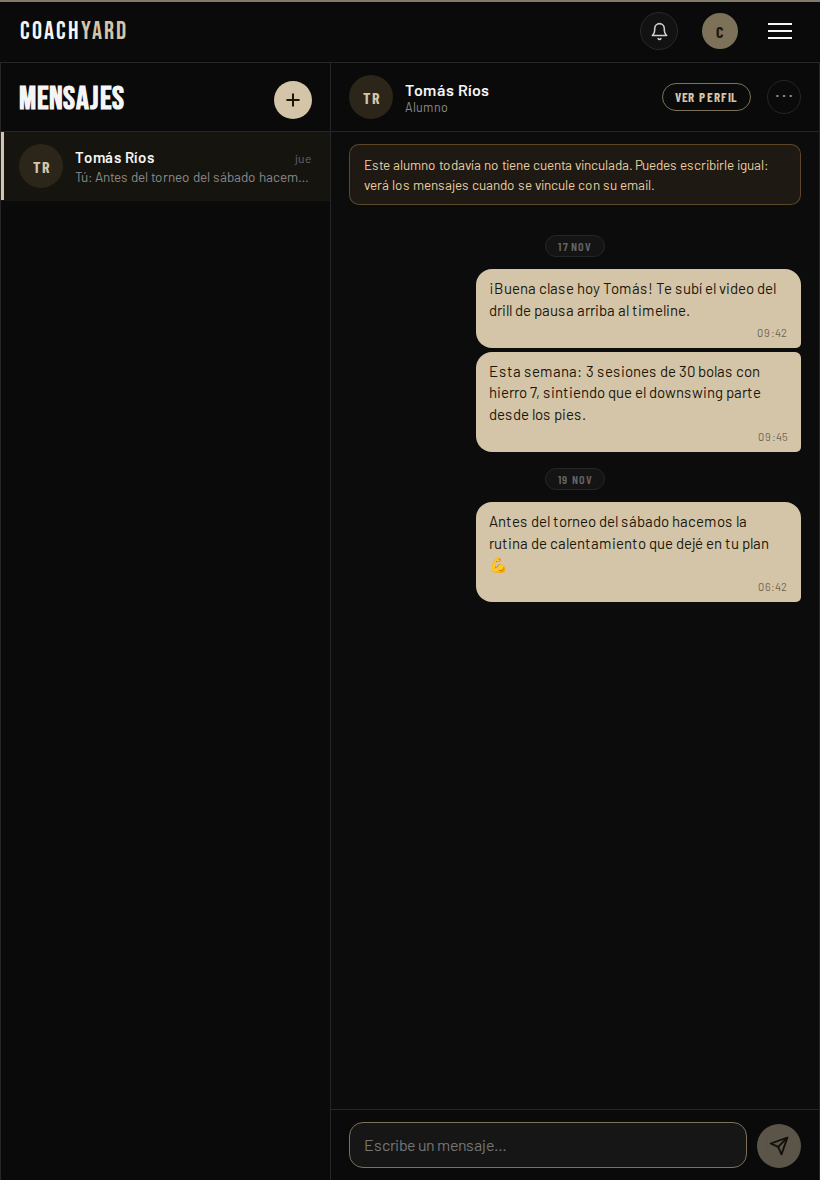 COACHYARD
C
MENSAJES
+
TR
Tomás Ríos
jue
Tú: Antes del torneo del sábado hacem...
TR
Tomás Ríos
Alumno
VER PERFIL
...
Este alumno todavía no tiene cuenta vinculada. Puedes escribirle igual:
verá los mensajes cuando se vincule con su email.
17 NOV
¡Buena clase hoy Tomás! Te subí el video del
drill de pausa arriba al timeline.
09:42
Esta semana: 3 sesiones de 30 bolas con
hierro 7, sintiendo que el downswing parte
desde los pies.
09:45
19 NOV
Antes del torneo del sábado hacemos la
rutina de calentamiento que dejé en tu plan
💪
06:42
Escribe un mensaje...